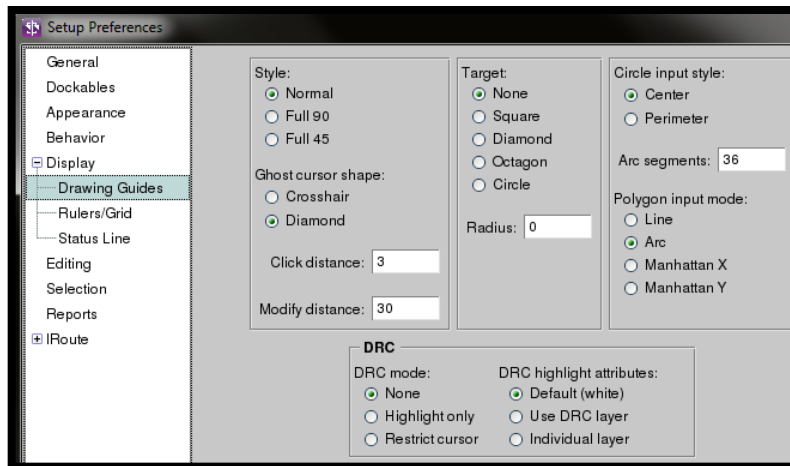 Setup Preferences
General
Dockables
Appearance
Behavior
Display
Drawing Guides
Rulers/Grid
Status Line
Editing
Selection
Reports
IRoute
Style:
Normal
Full 90
Full 45
Ghost cursor shape:
Crosshair
Diamond
Click distance: 3
Modify distance: 30
Target:
None
Square
Diamond
Octagon
Circle
Radius: 0
Circle input style:
Center
Perimeter
Arc segments: 36
Polygon input mode:
Line
Arc
Manhattan X
Manhattan Y
DRC
DRC mode:
None
Highlight only
Restrict cursor
DRC highlight attributes:
Default (white)
Use DRC layer
Individual layer